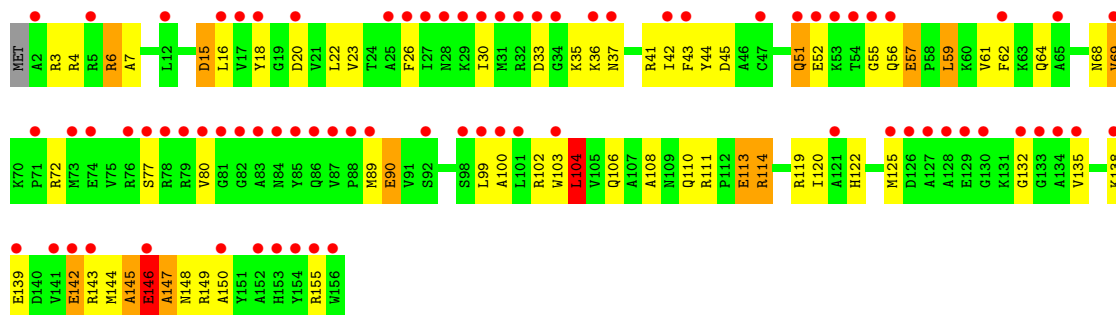 MET A2 R3 R4 R5 R6 A7 L12 D15 L16 V17 Y18 G19 D20 V21 L22 V23 T24 A25 F26 I27 N28 K29 I30 M31 R32 D33 G34 K35 K36 N37 R41 I42 F43 Y44 D45 A46 C47 Q51 E52 K53 T54 G55 Q56 E57 P58 L59 K60 V61 F62 K63 Q64 A65 N68 V69
K70 P71 R72 M73 E74 V75 R76 S77 R78 R79 V80 G81 G82 A83 N84 Y85 Q86 V87 P88 M89 E90 V91 S92 S98 L99 A100 L101 R102 W103 L104 V105 Q106 A107 A108 N109 Q110 R111 P112 E113 R114 R119 I120 A121 H122 M125 D126 A127 A128 E129 G130 K131 G132 G133 A134 V135 K138
E139 D140 V141 E142 R143 M144 A145 E146 A147 N148 R149 A150 Y151 A152 H153 Y154 R155 W156